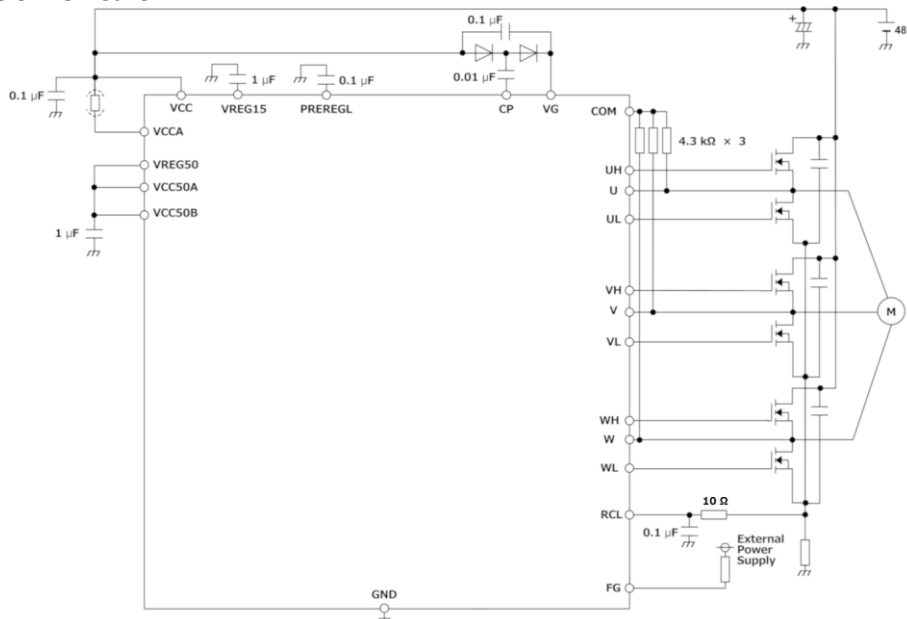 0.1 μF
48
0.01 μF
1 μF
0.1 μF
0.1 μF
VCC
VREG15
PREREGL
CP
VG
COM
VCCA
4.3 kΩ × 3
VREG50
UH
VCC50A
U
VCC50B
UL
1 μF
VH
V
M
VL
WH
W
WL
10 Ω
RCL
0.1 μF
External
Power
Supply
FG
GND